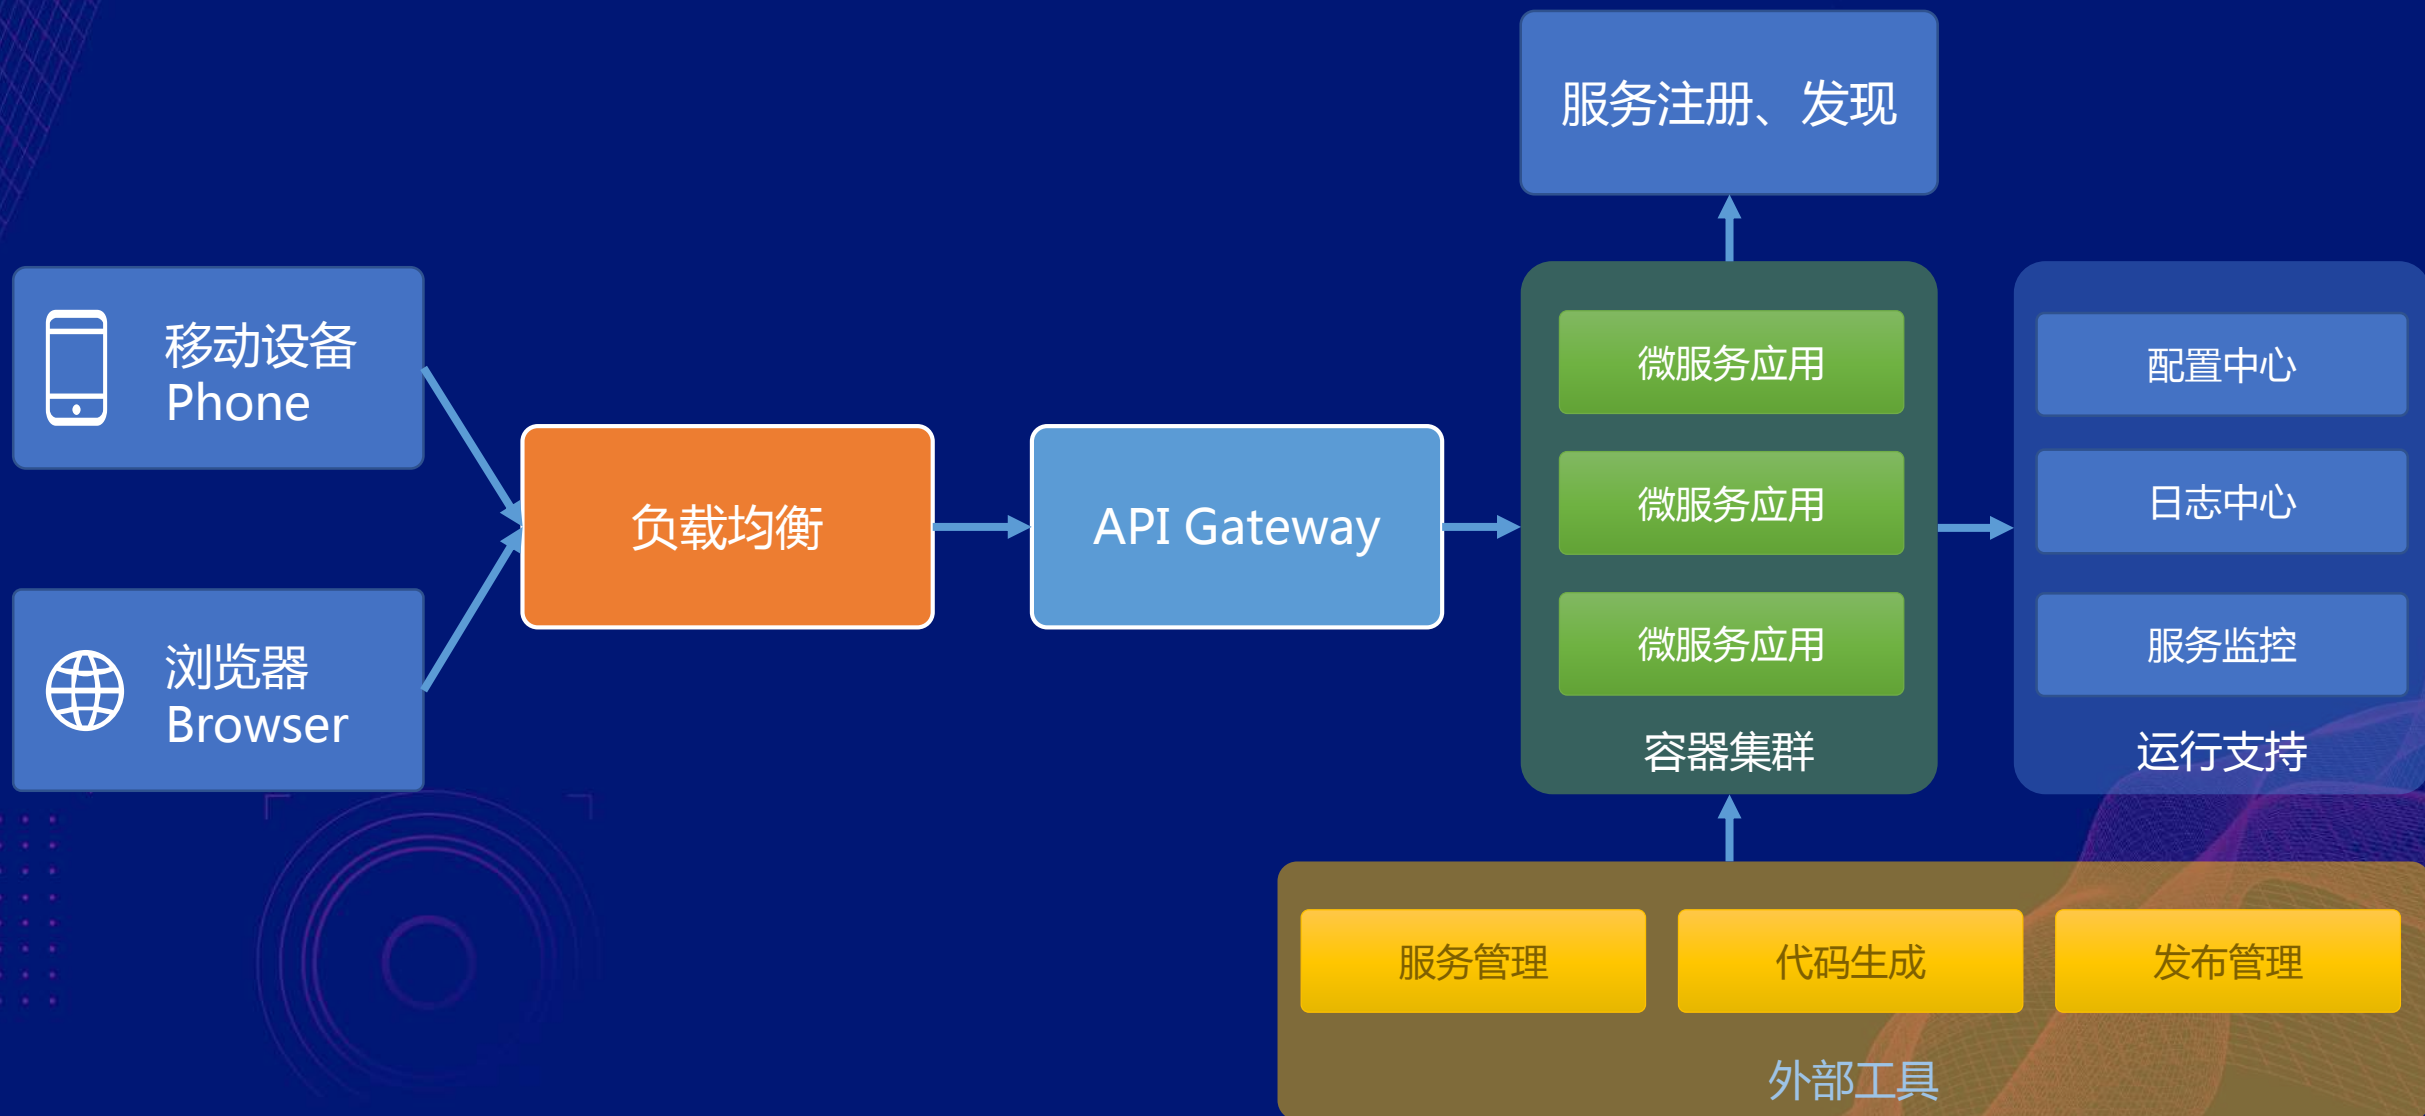 服务注册、发现
移动设备
Phone
浏览器
Browser
负载均衡
API Gateway
微服务应用
微服务应用
微服务应用
容器集群
配置中心
日志中心
服务监控
运行支持
服务管理
代码生成
发布管理
外部工具